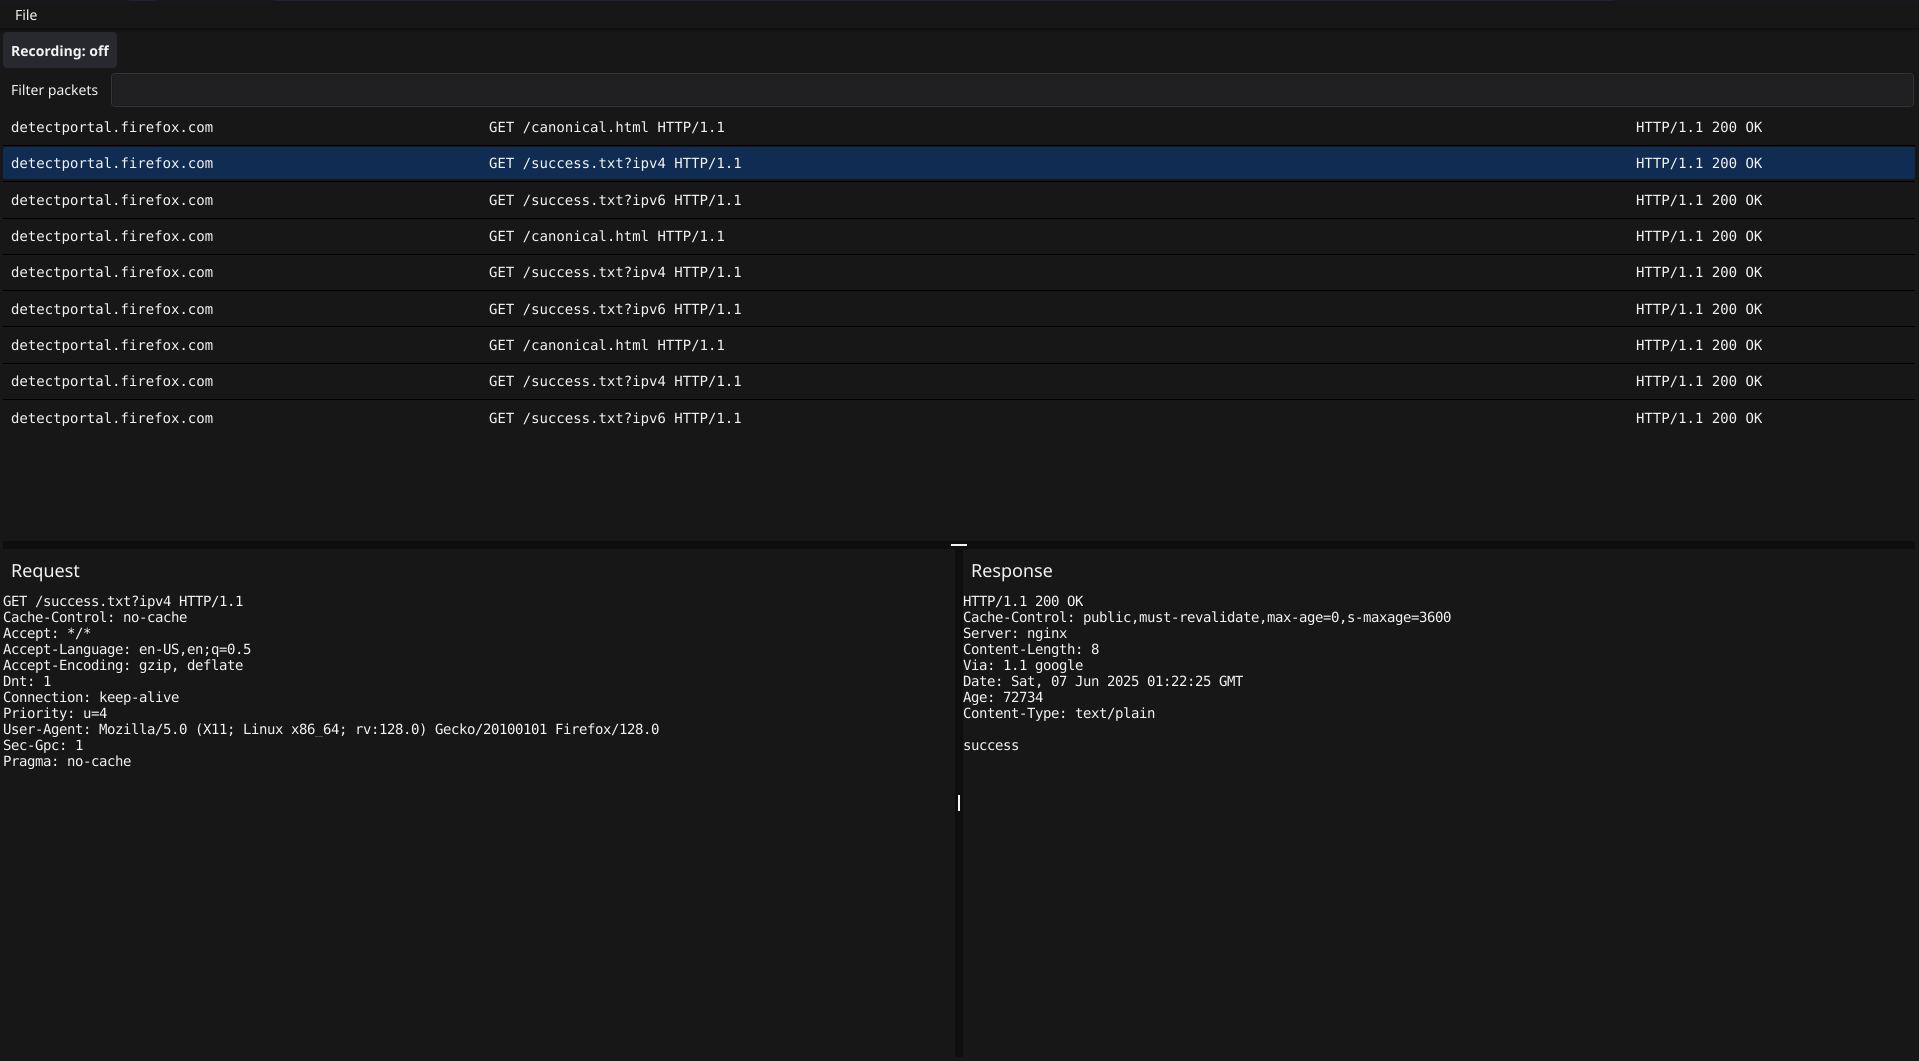 File
Recording: off
Filter packets
detectportal.firefox.com GET /canonical.html HTTP/1.1 HTTP/1.1 200 OK
detectportal.firefox.com GET /success.txt?ipv4 HTTP/1.1 HTTP/1.1 200 OK
detectportal.firefox.com GET /success.txt?ipv6 HTTP/1.1 HTTP/1.1 200 OK
detectportal.firefox.com GET /canonical.html HTTP/1.1 HTTP/1.1 200 OK
detectportal.firefox.com GET /success.txt?ipv4 HTTP/1.1 HTTP/1.1 200 OK
detectportal.firefox.com GET /success.txt?ipv6 HTTP/1.1 HTTP/1.1 200 OK
detectportal.firefox.com GET /canonical.html HTTP/1.1 HTTP/1.1 200 OK
detectportal.firefox.com GET /success.txt?ipv4 HTTP/1.1 HTTP/1.1 200 OK
detectportal.firefox.com GET /success.txt?ipv6 HTTP/1.1 HTTP/1.1 200 OK
Request
GET /success.txt?ipv4 HTTP/1.1
Cache-Control: no-cache
Accept: */*
Accept-Language: en-US,en;q=0.5
Accept-Encoding: gzip, deflate
Dnt: 1
Connection: keep-alive
Priority: u=4
User-Agent: Mozilla/5.0 (X11; Linux x86_64; rv:128.0) Gecko/20100101 Firefox/128.0
Sec-Gpc: 1
Pragma: no-cache
Response
HTTP/1.1 200 OK
Cache-Control: public,must-revalidate,max-age=0,s-maxage=3600
Server: nginx
Content-Length: 8
Via: 1.1 google
Date: Sat, 07 Jun 2025 01:22:25 GMT
Age: 72734
Content-Type: text/plain
success